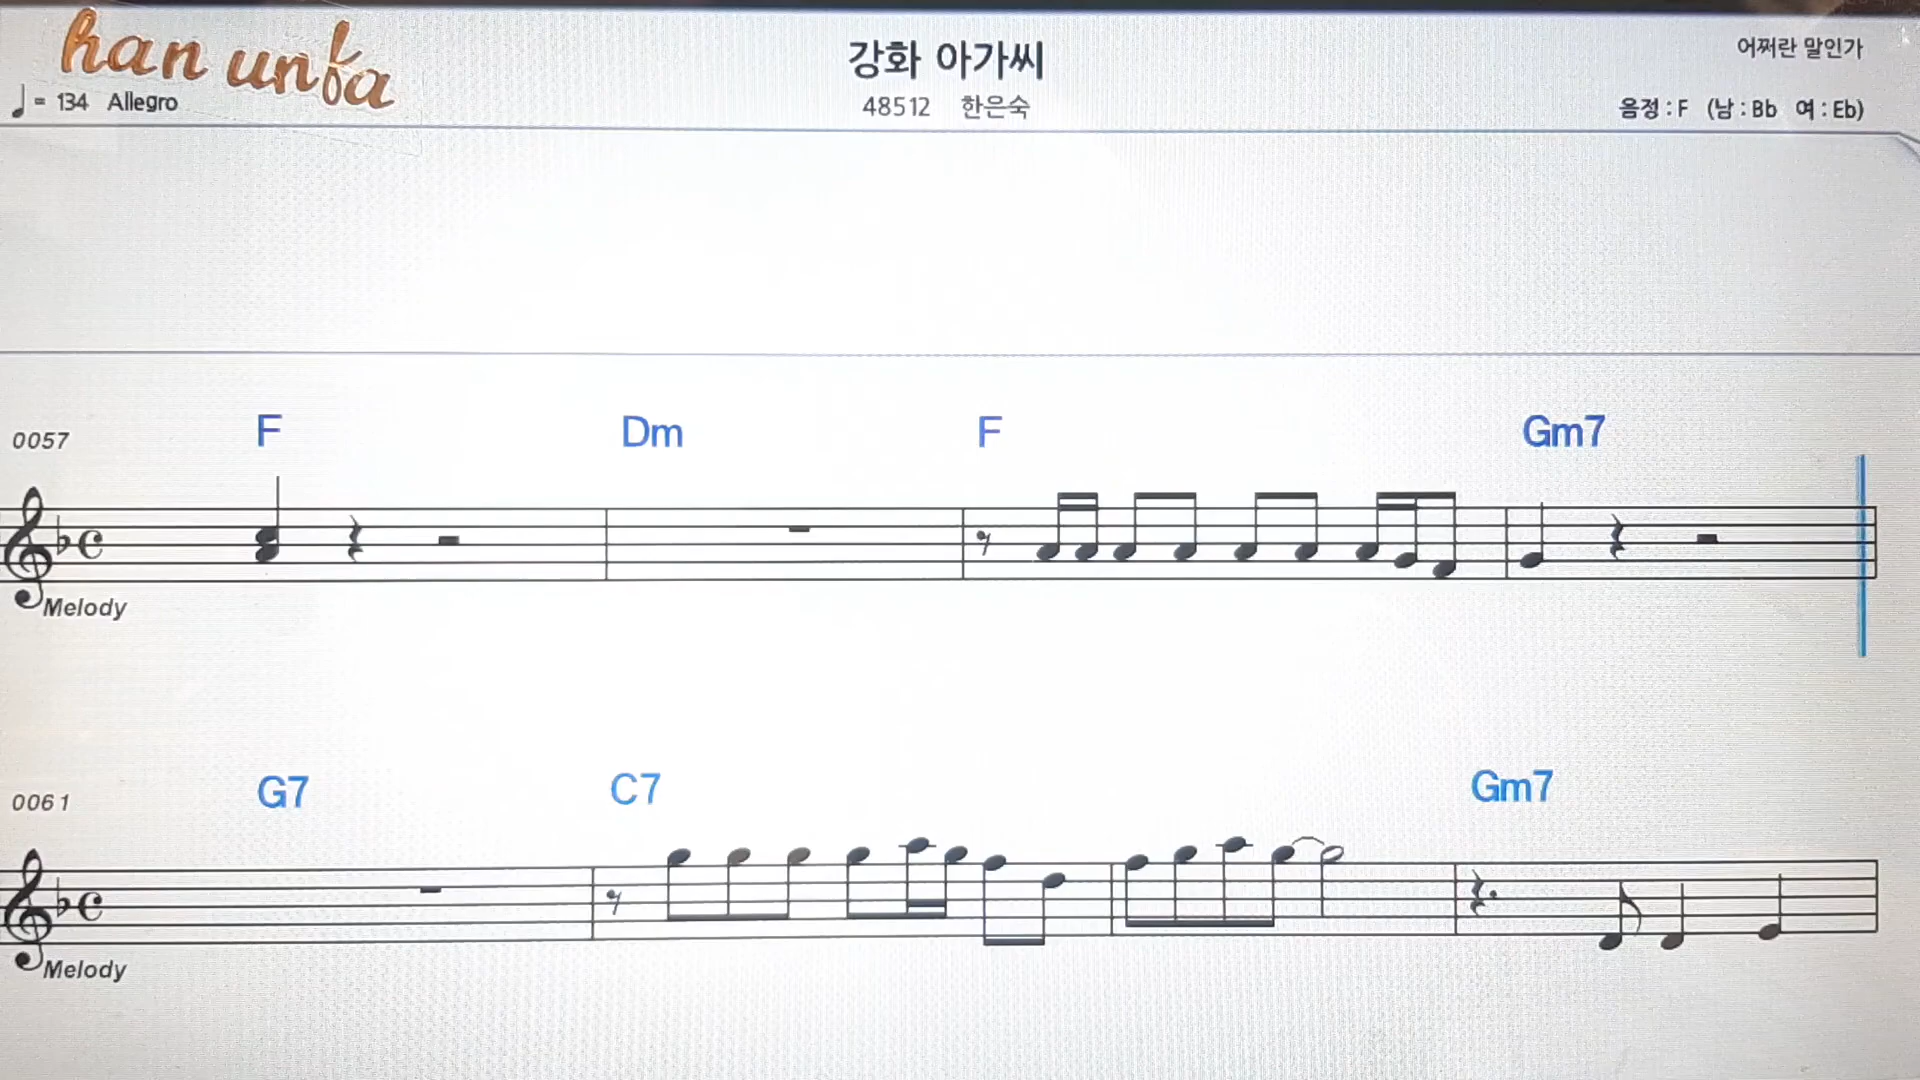 han unfa
강화 아가씨
어쩌란 말인가
♩ = 134 Allegro
48512 한은숙
음정 : F (남 : Bb 여 : Eb)
0057 F Dm F Gm7
Melody
0061 G7 C7 Gm7
Melody